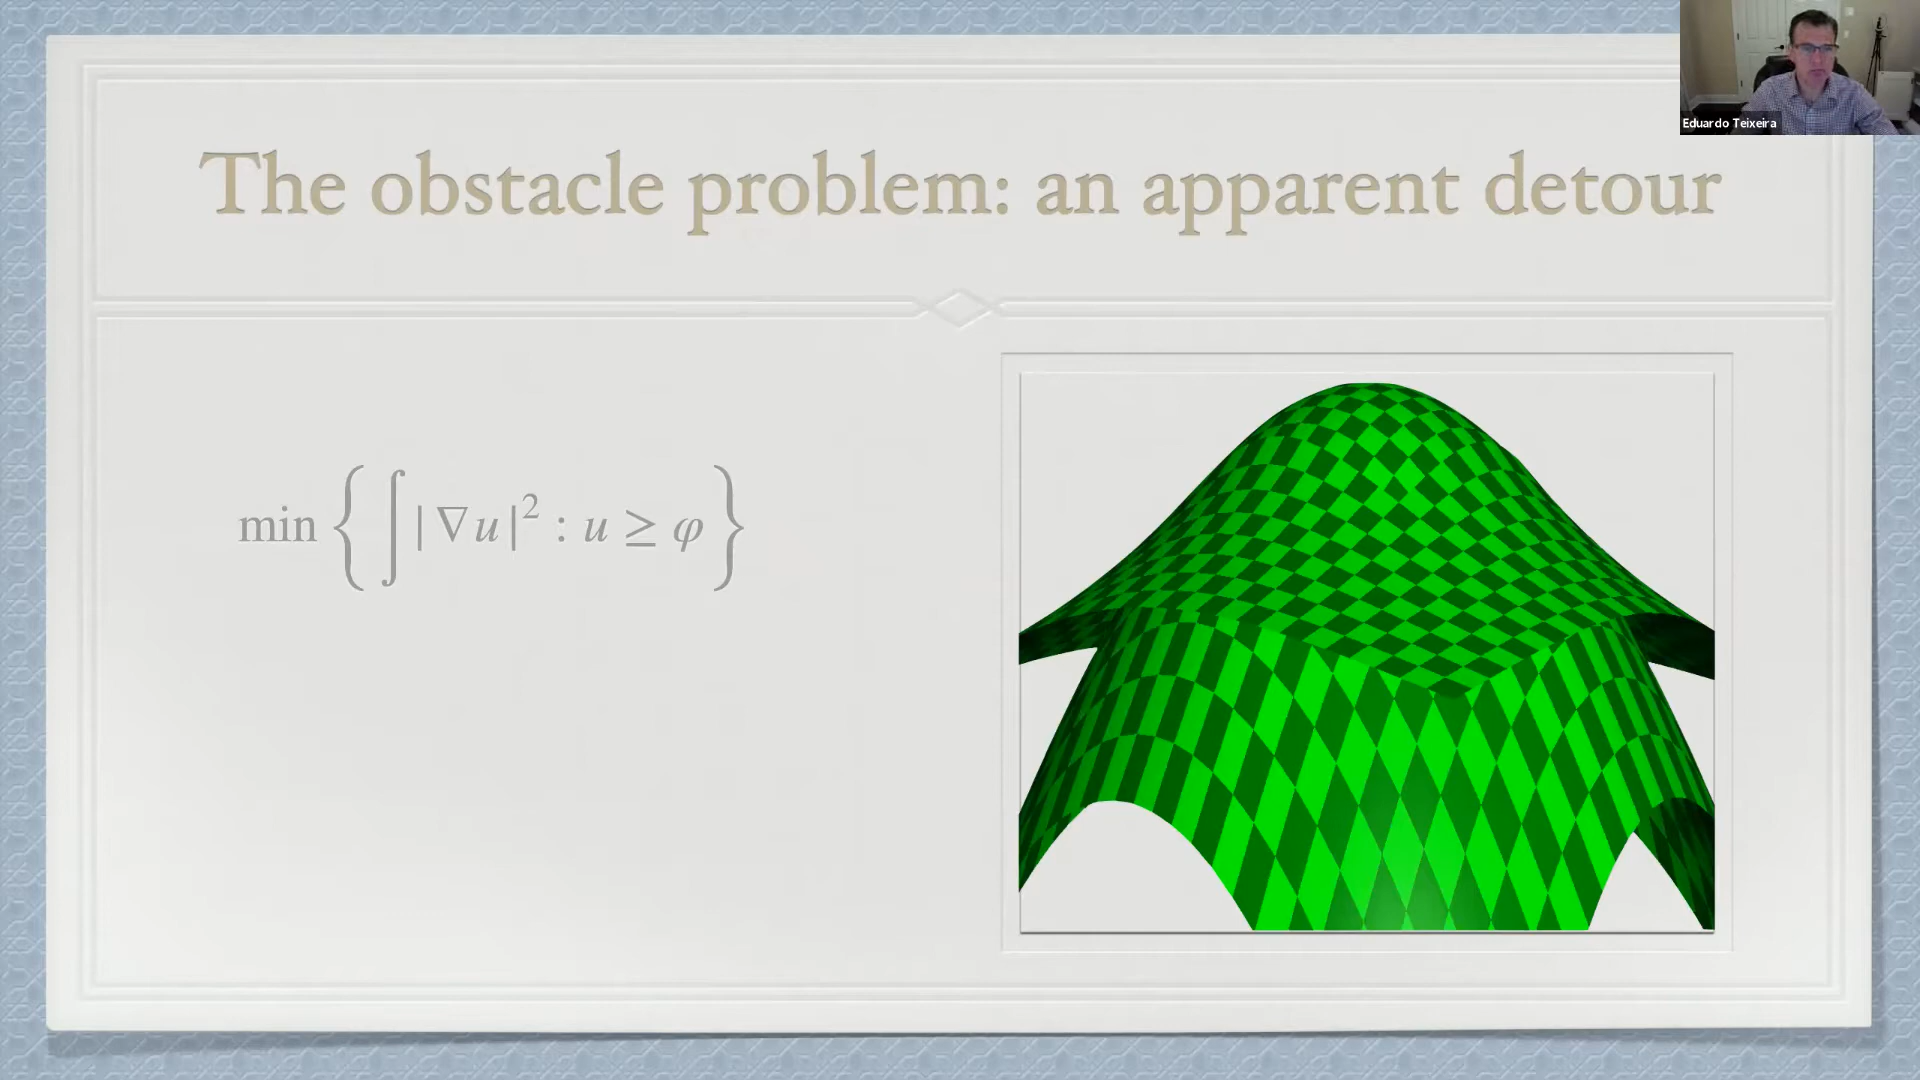 Eduardo Teixeira
The obstacle problem: an apparent detour
min { ∫ |∇u|² : u ≥ φ }